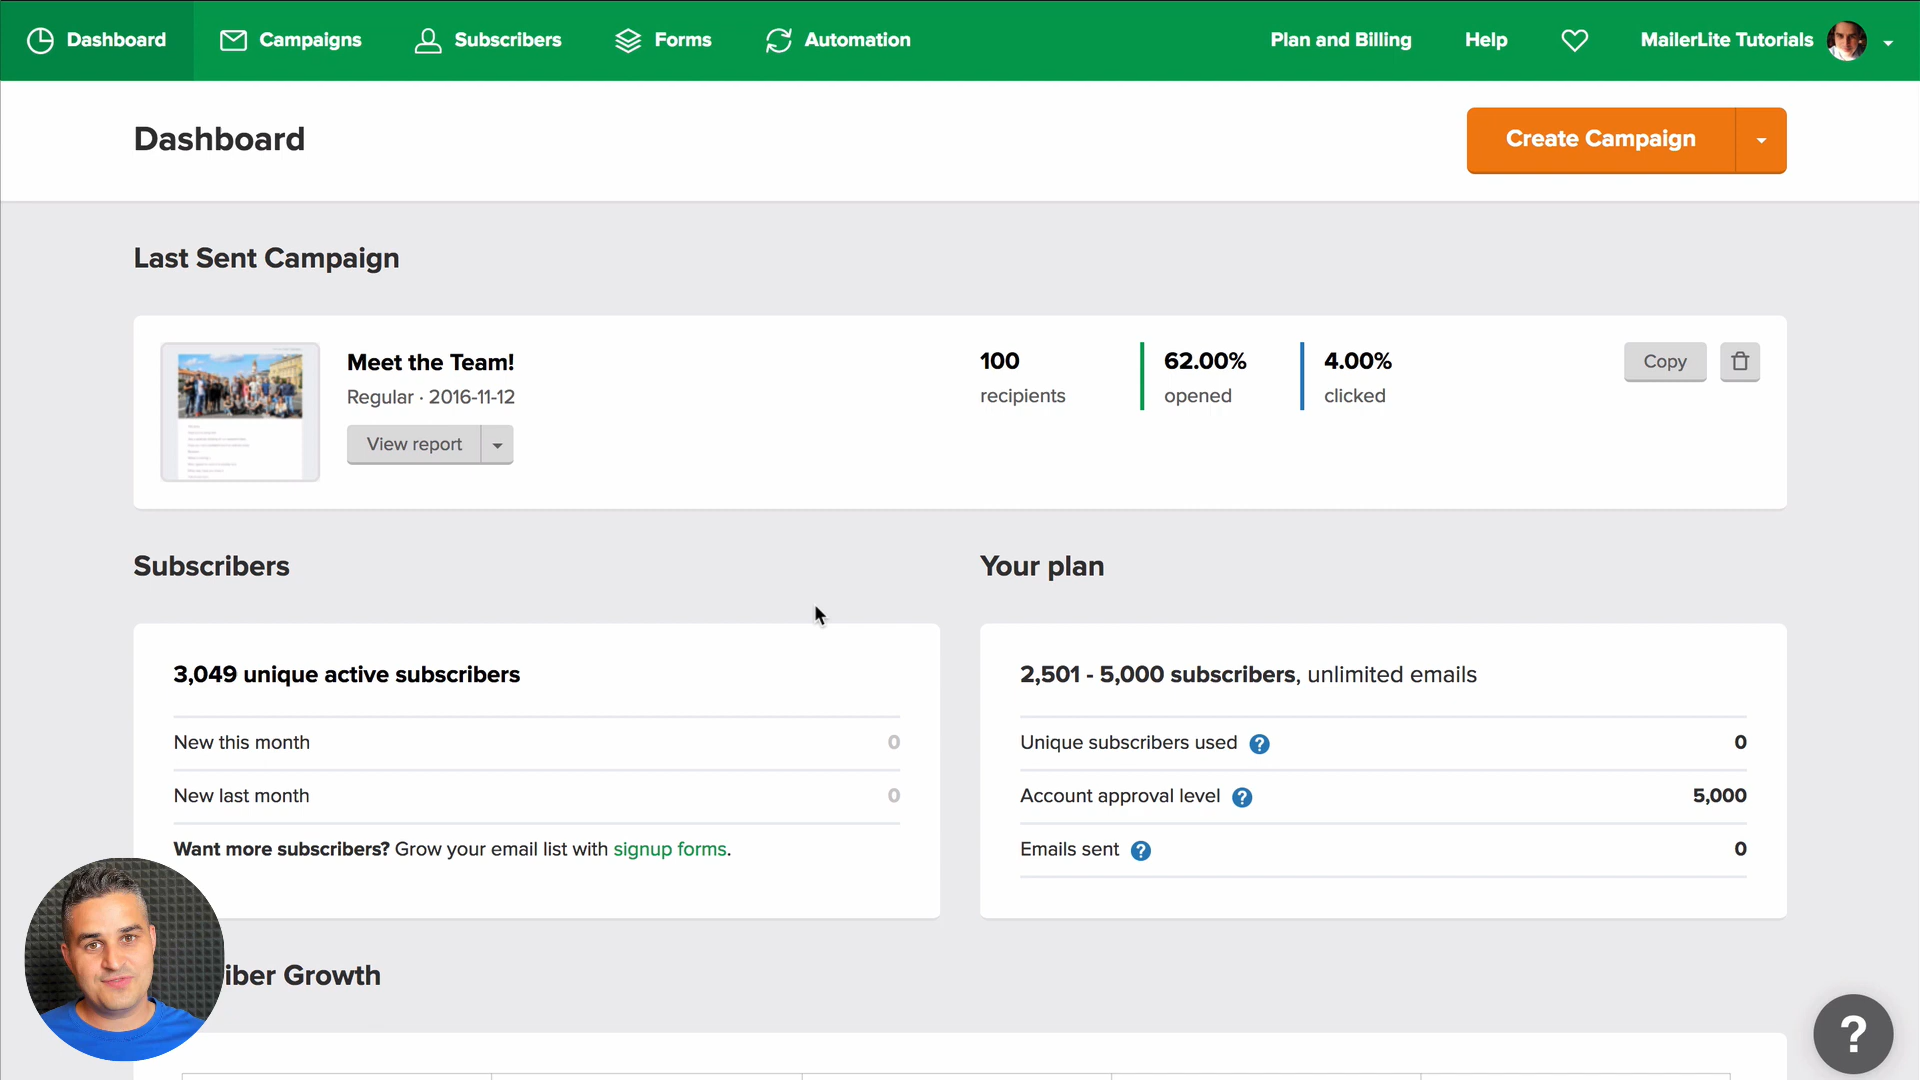 Dashboard
Campaigns
Subscribers
Forms
Automation
Plan and Billing
Help
MailerLite Tutorials
Dashboard
Create Campaign
Last Sent Campaign
Meet the Team!
Regular · 2016-11-12
View report
100
recipients
62.00%
opened
4.00%
clicked
Copy
Subscribers
3,049 unique active subscribers
New this month 0
New last month 0
Want more subscribers? Grow your email list with signup forms.
Your plan
2,501 - 5,000 subscribers, unlimited emails
Unique subscribers used ? 0
Account approval level ? 5,000
Emails sent ? 0
iber Growth
?